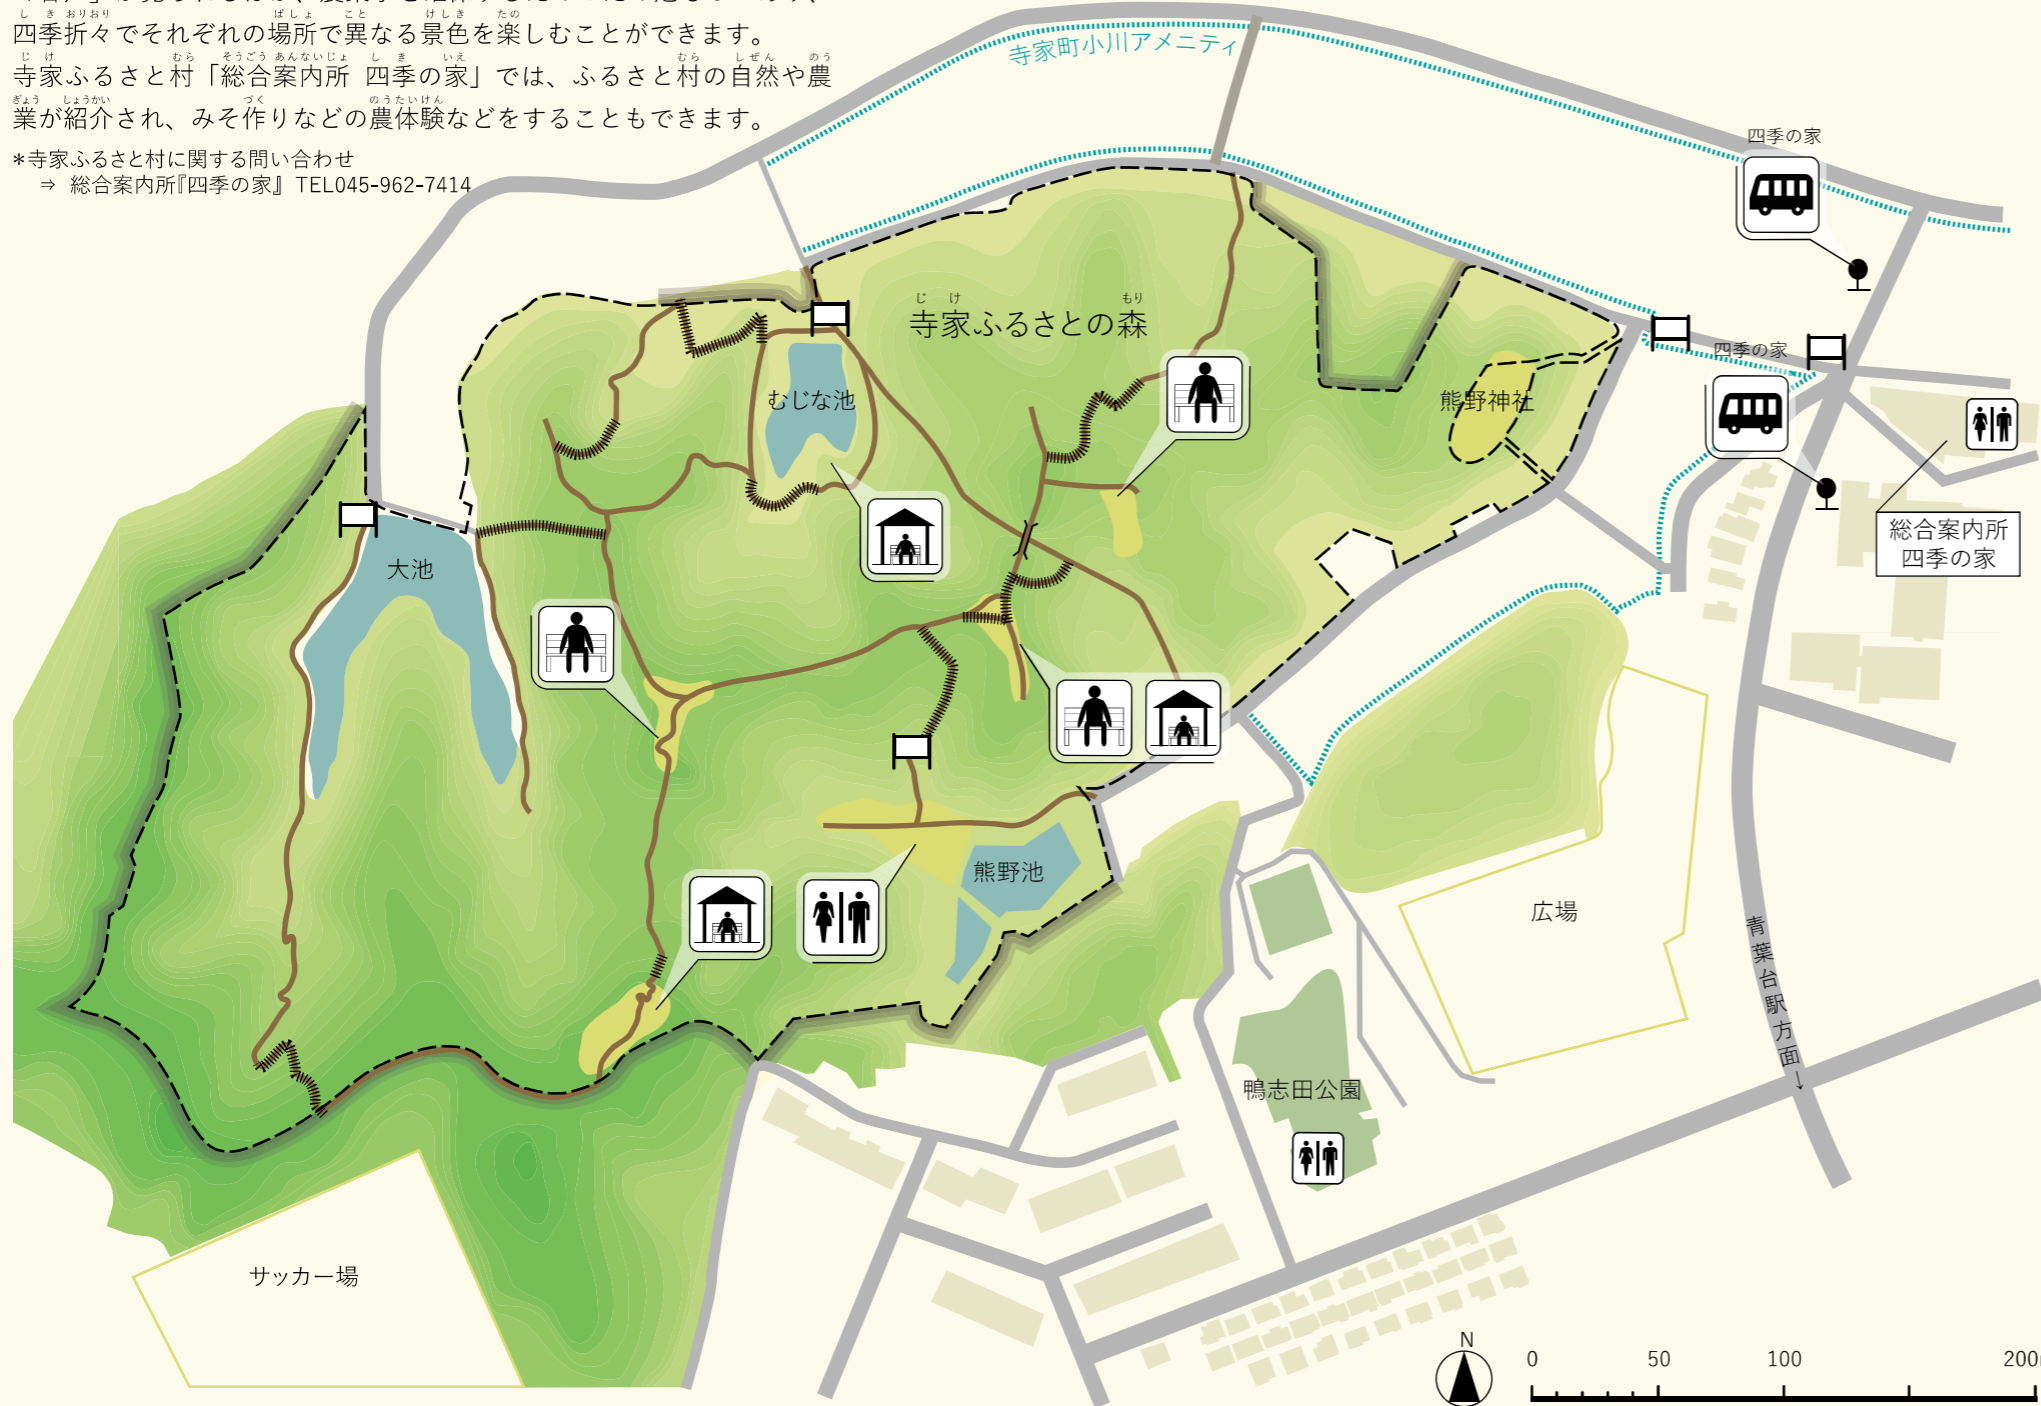 四季折々でそれぞれの場所で異なる景色を楽しむことができます。
寺家ふるさと村「総合案内所 四季の家」では、ふるさと村の自然や農
業が紹介され、みそ作りなどの農体験などをすることもできます。
*寺家ふるさと村に関する問い合わせ
⇒ 総合案内所『四季の家』 TEL045-962-7414
寺家町小川アメニティ
四季の家
じけ もり
寺家ふるさとの森
四季の家
むじな池
熊野神社
総合案内所
四季の家
大池
熊野池
広場
青葉台駅方面→
鴨志田公園
サッカー場
N
0 50 100 200